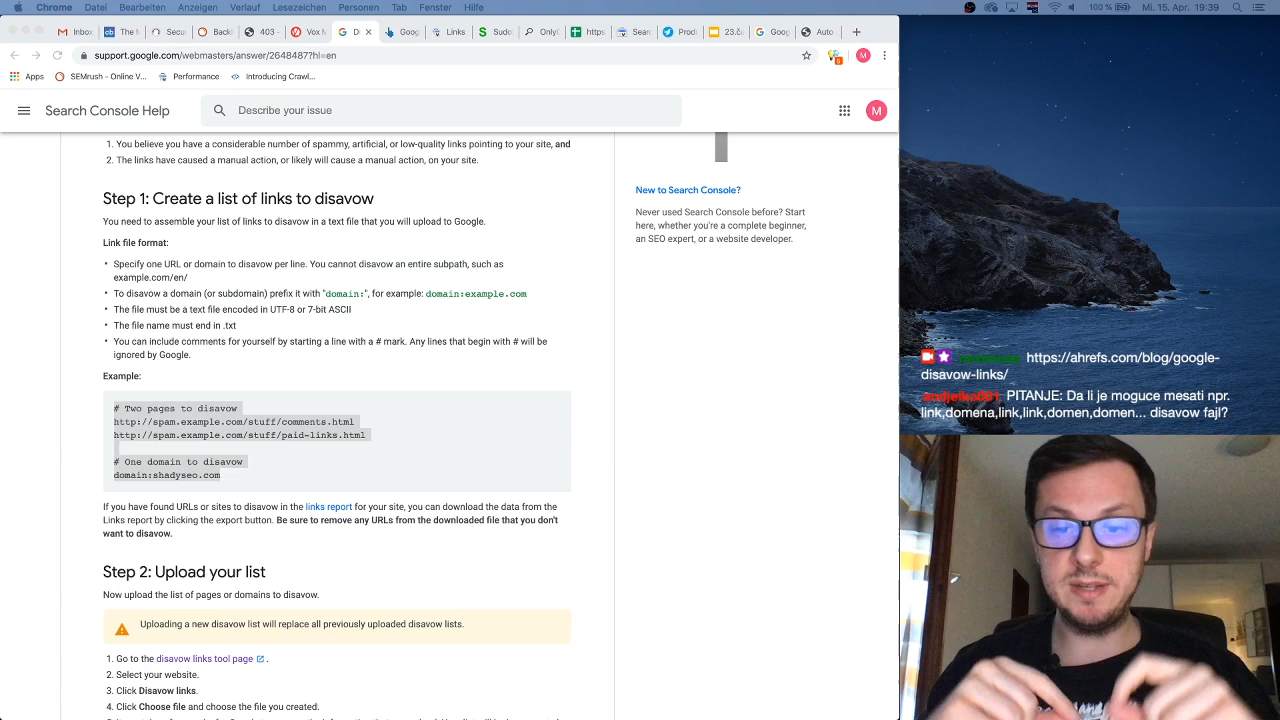 Chrome Datei Bearbeiten Anzeigen Verlauf Lesezeichen Personen Tab Fenster Hilfe
100 % Mi. 15. Apr. 19:39
Inbo
The M
Secu
Back
403 -
Vox M
D
Goog
Links
Sudo
Only
https
Sear
Produ
23.č
Goog
Auto
support.google.com/webmasters/answer/2648487?hl=en
Apps SEMrush - Online V... Performance Introducing Crawl...
Search Console Help
Describe your issue
M
1. You believe you have a considerable number of spammy, artificial, or low-quality links pointing to your site, and
2. The links have caused a manual action, or likely will cause a manual action, on your site.
Step 1: Create a list of links to disavow
You need to assemble your list of links to disavow in a text file that you will upload to Google.
Link file format:
• Specify one URL or domain to disavow per line. You cannot disavow an entire subpath, such as
example.com/en/
• To disavow a domain (or subdomain) prefix it with "domain:", for example: domain:example.com
• The file must be a text file encoded in UTF-8 or 7-bit ASCII
• The file name must end in .txt
• You can include comments for yourself by starting a line with a # mark. Any lines that begin with # will be
ignored by Google.
Example:
# Two pages to disavow
http://spam.example.com/stuff/comments.html
http://spam.example.com/stuff/paid-links.html
# One domain to disavow
domain:shadyseo.com
If you have found URLs or sites to disavow in the links report for your site, you can download the data from the
Links report by clicking the export button. Be sure to remove any URLs from the downloaded file that you don't
want to disavow.
Step 2: Upload your list
Now upload the list of pages or domains to disavow.
Uploading a new disavow list will replace all previously uploaded disavow lists.
1. Go to the disavow links tool page .
2. Select your website.
3. Click Disavow links.
4. Click Choose file and choose the file you created.
New to Search Console?
Never used Search Console before? Start
here, whether you're a complete beginner,
an SEO expert, or a website developer.
https://ahrefs.com/blog/google-
disavow-links/
PITANJE: Da li je moguce mesati npr.
link,domena,link,link,domen,domen... disavow fajl?